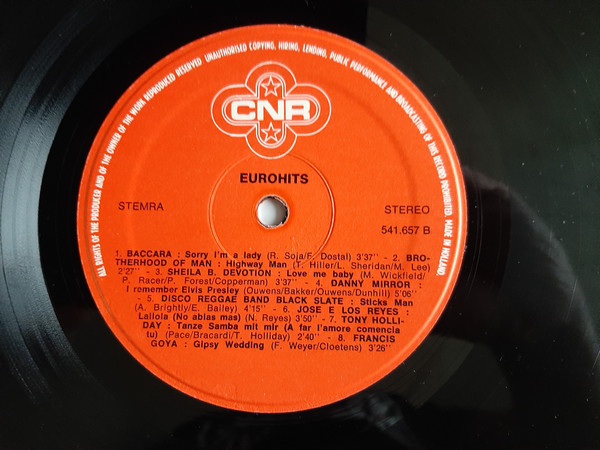 ALL RIGHTS OF THE PRODUCER AND OF THE OWNER OF THE WORK REPRODUCED RESERVED UNAUTHORISED COPYING, HIRING, LENDING, PUBLIC PERFORMANCE AND BROADCASTING OF THIS RECORD PROHIBITED. MADE IN HOLLAND.
CNR
EUROHITS
STEMRA
STEREO
541.657 B
1. BACCARA : Sorry I'm a lady (R. Soja/F. Dostal) 3'37" - 2. BRO-
THERHOOD OF MAN : Highway Man (T. Hiller/L. Sheridan/M. Lee)
2'27" - 3. SHEILA B. DEVOTION : Love me baby (M. Wickfield/
P. Racer/P. Forest/Copperman) 3'37" - 4. DANNY MIRROR :
I remember Elvis Presley (Ouwens/Bakker/Ouwens/Dunhill) 5'06"
- 5. DISCO REGGAE BAND BLACK SLATE : Sticks Man
(A. Brightly/E. Bailey) 4'15" - 6. JOSE E LOS REYES :
Lailola (No ablas mas) (N. Reyes) 3'50" - 7. TONY HOLLI-
DAY : Tanze Samba mit mir (A far l'amore comencia
tu) (Pace/Bracardi/T. Holliday) 2'40" - 8. FRANCIS
GOYA : Gipsy Wedding (F. Weyer/Cloetens) 3'26"